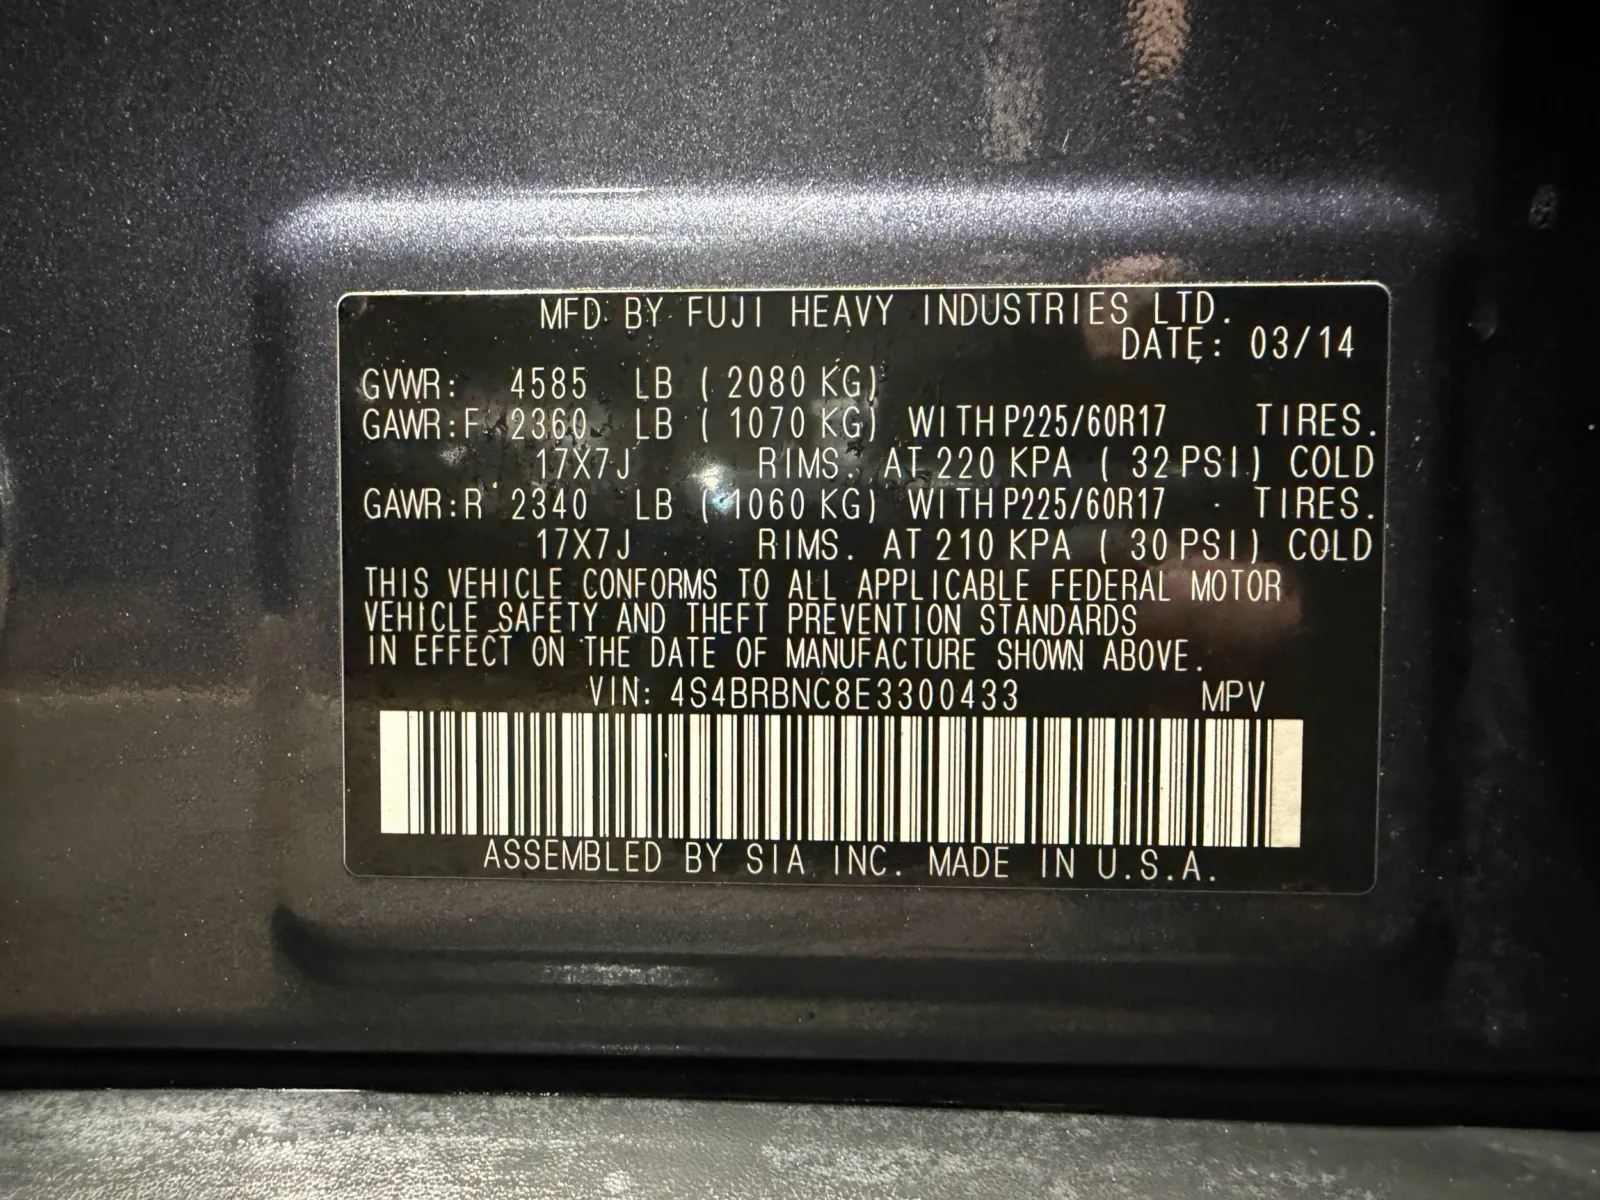 MFD. BY FUJI HEAVY INDUSTRIES LTD.
DATE: 03/14
GVWR: 4585 LB ( 2080 KG)
GAWR:F 2360 LB ( 1070 KG) WITH P225/60R17 TIRES.
17X7J RIMS. AT 220 KPA ( 32 PSI) COLD
GAWR:R 2340 LB ( 1060 KG) WITH P225/60R17 TIRES.
17X7J RIMS. AT 210 KPA ( 30 PSI) COLD
THIS VEHICLE CONFORMS TO ALL APPLICABLE FEDERAL MOTOR
VEHICLE SAFETY AND THEFT PREVENTION STANDARDS
IN EFFECT ON THE DATE OF MANUFACTURE SHOWN ABOVE.
VIN: 4S4BRBNC8E3300433 MPV
ASSEMBLED BY SIA INC. MADE IN U.S.A.